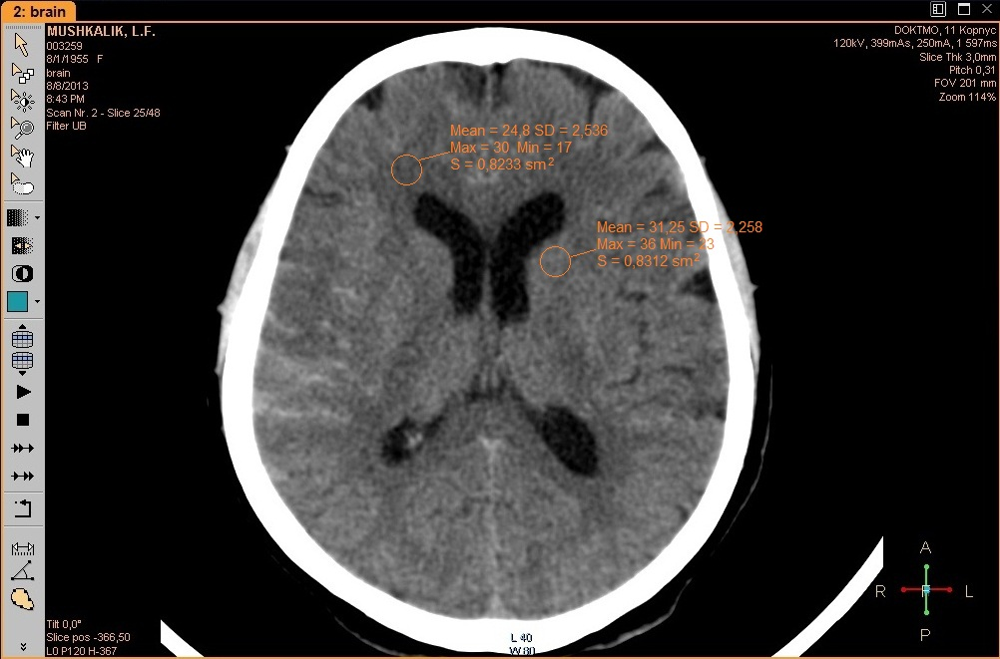 2: brain
MUSHKALIK, L.F.
003259
8/1/1955 F
brain
8/8/2013
8:43 PM
Scan Nr. 2 - Slice 25/48
Filter UB
DOKTMO, 11 Kopnyc
120kV, 399mAs, 250mA, 1 597ms
Slice Thk 3,0mm
Pitch 0,31
FOV 201 mm
Zoom 114%
Mean = 24,8 SD = 2,536
Max = 30 Min = 17
S = 0,8233 sm²
Mean = 31,25 SD = 2,258
Max = 36 Min = 23
S = 0,8312 sm²
A
R L
P
Tilt 0,0°
Slice pos -366,50
L0 P120 H-367
L 40
W 80